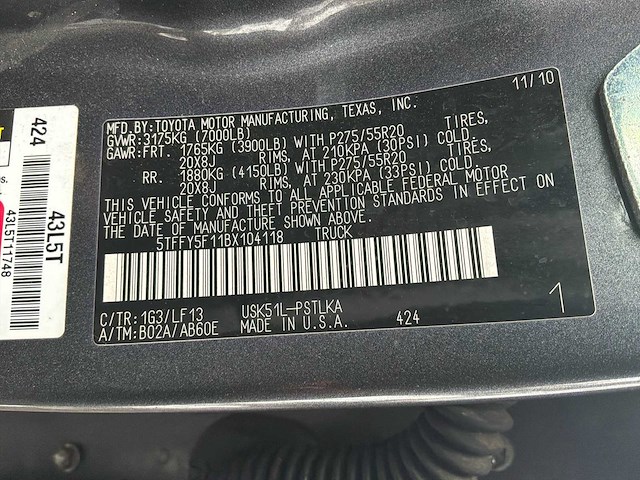 11/10
MFD.BY:TOYOTA MOTOR MANUFACTURING, TEXAS, INC.
GVWR: 3175KG (7000LB)
GAWR:FRT. 1765KG (3900LB) WITH P275/55R20 TIRES,
20X8J RIMS, AT 210KPA (30PSI) COLD.
RR. 1880KG (4150LB) WITH P275/55R20 TIRES,
20X8J RIMS, AT 230KPA (33PSI) COLD.
THIS VEHICLE CONFORMS TO ALL APPLICABLE FEDERAL MOTOR
VEHICLE SAFETY AND BUMPER STANDARDS IN EFFECT ON
THE DATE OF MANUFACTURE SHOWN ABOVE.
5TFFY5F11BX104118 TRUCK
C/TR: 1G3/LF13 USK51L-PSTLKA
A/TM: B02A/AB60E MADE IN U.S.A. 424
1
424
43L5T
43L5T11748